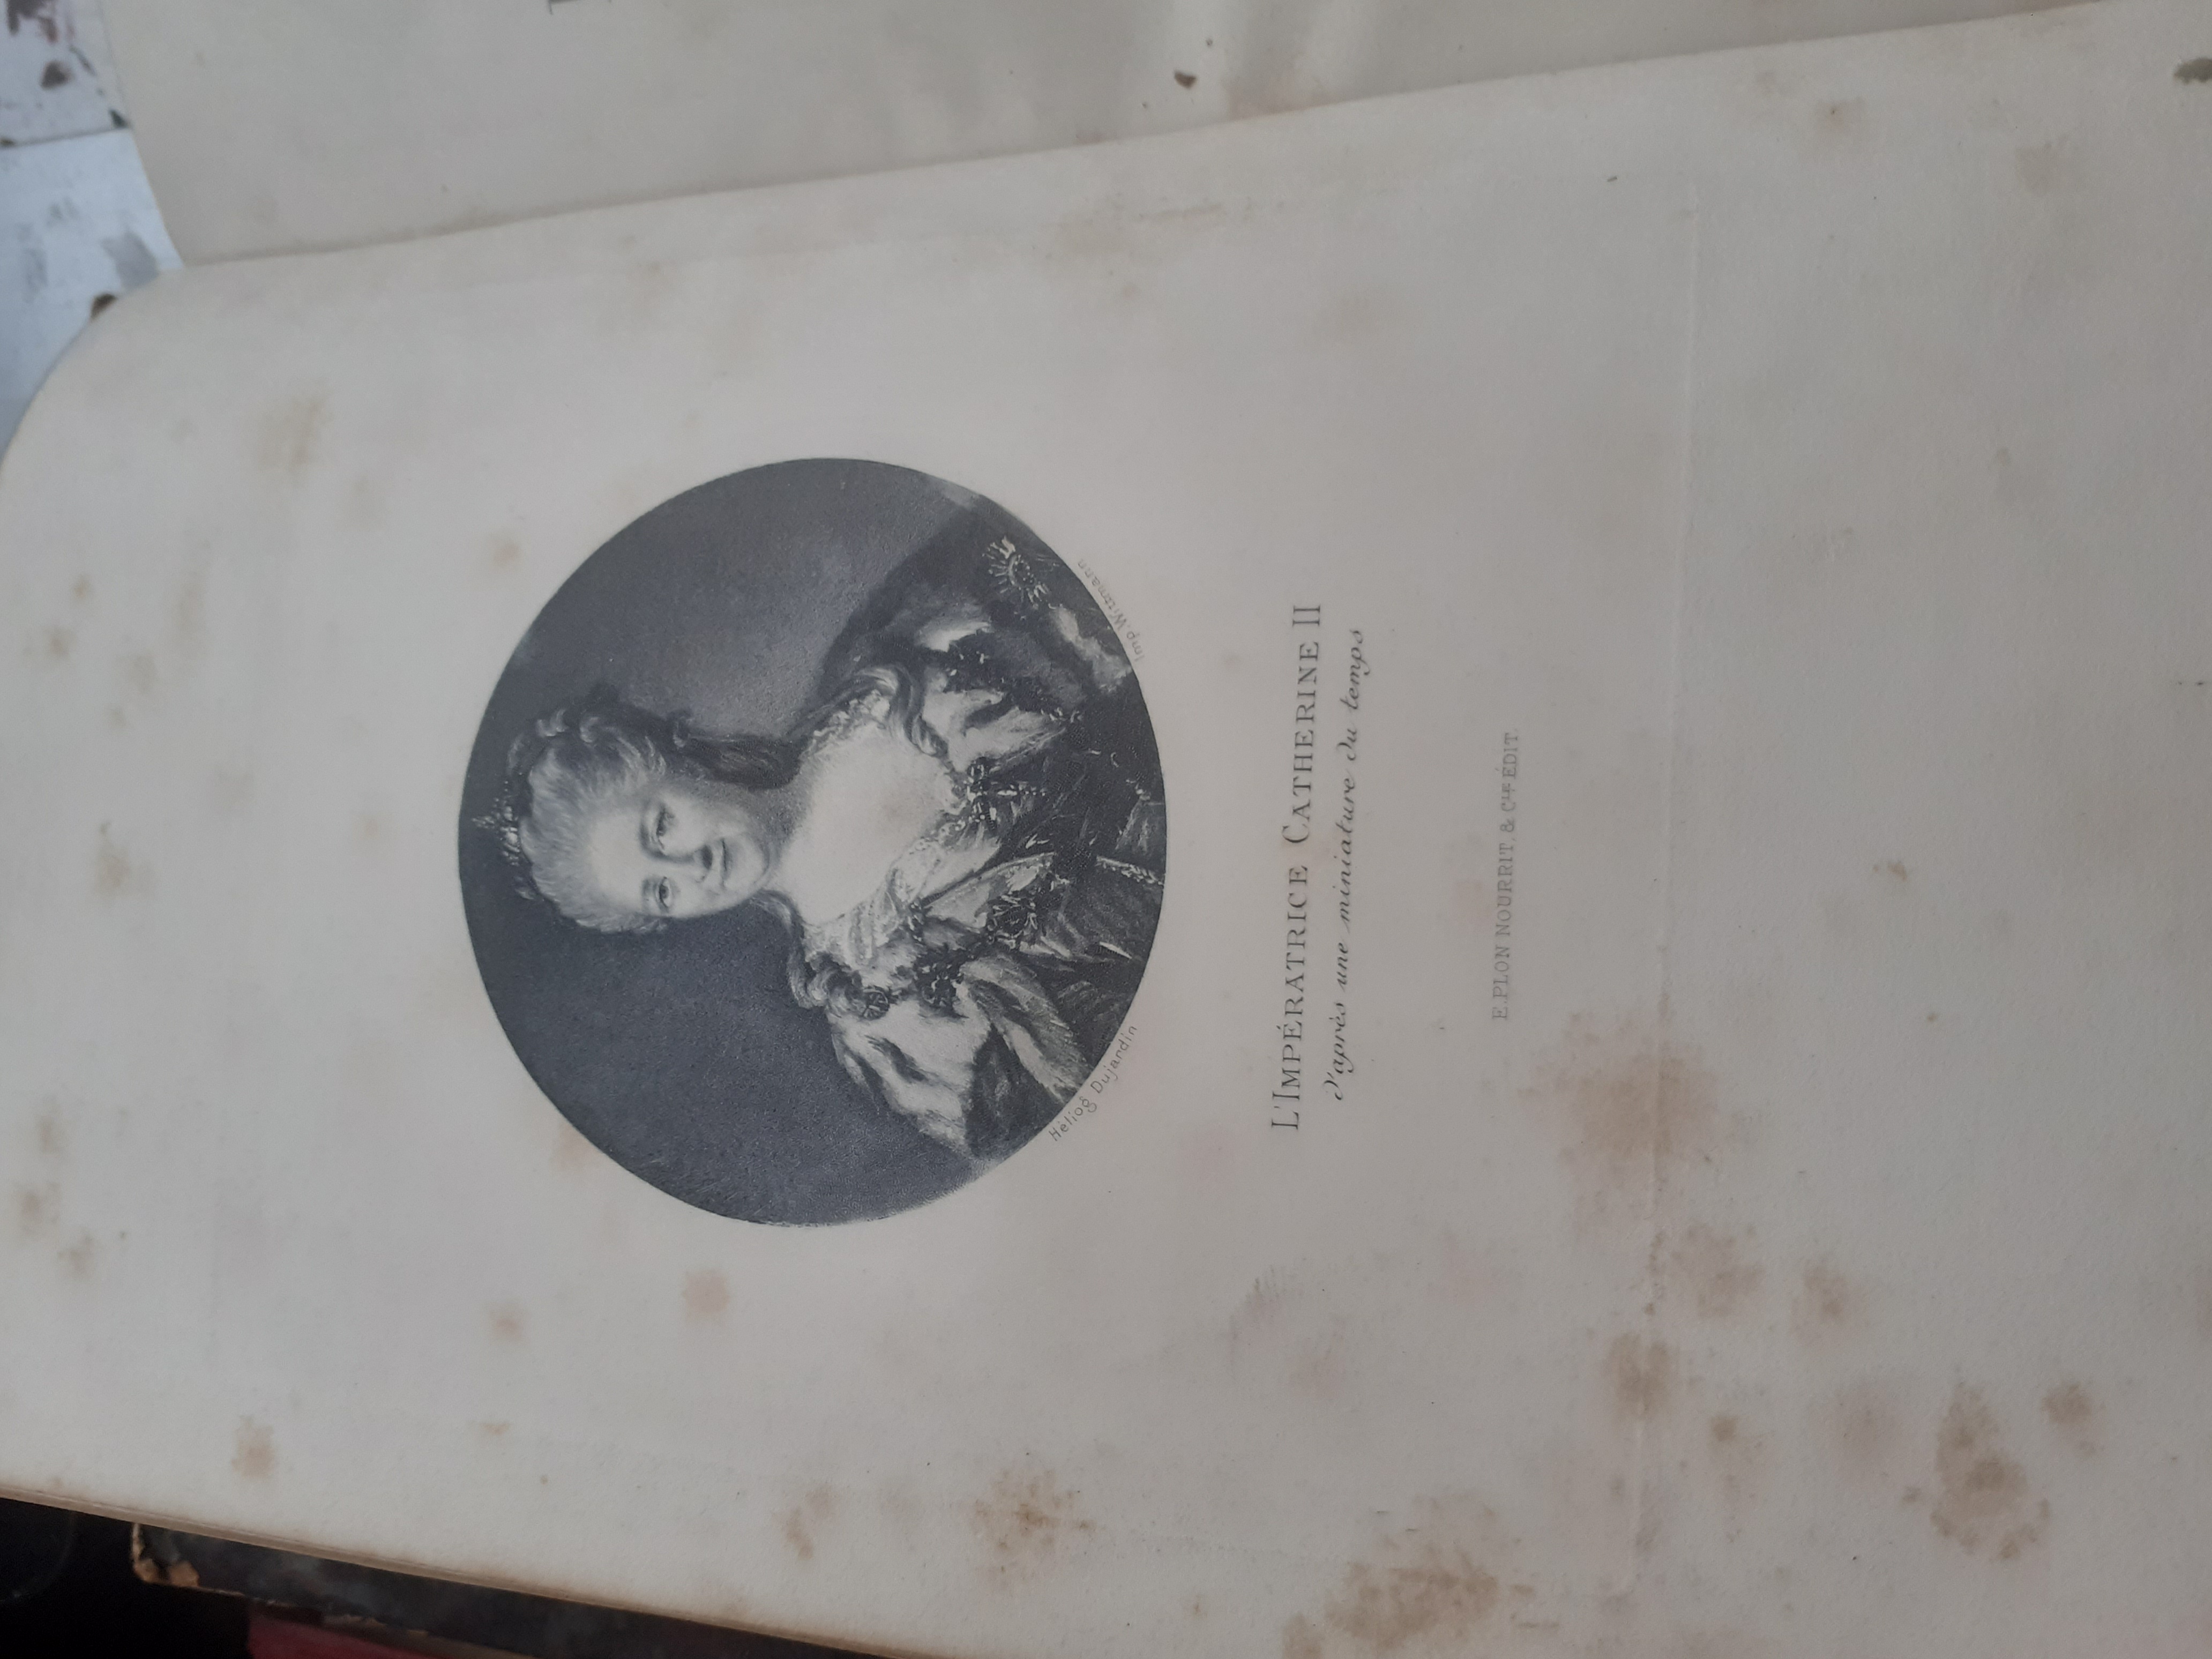 Héliog Dujardin
Imp. Wittmann
L'IMPÉRATRICE CATHERINE II
d'après une miniature du temps
E. PLON NOURRIT, & Cie ÉDIT.